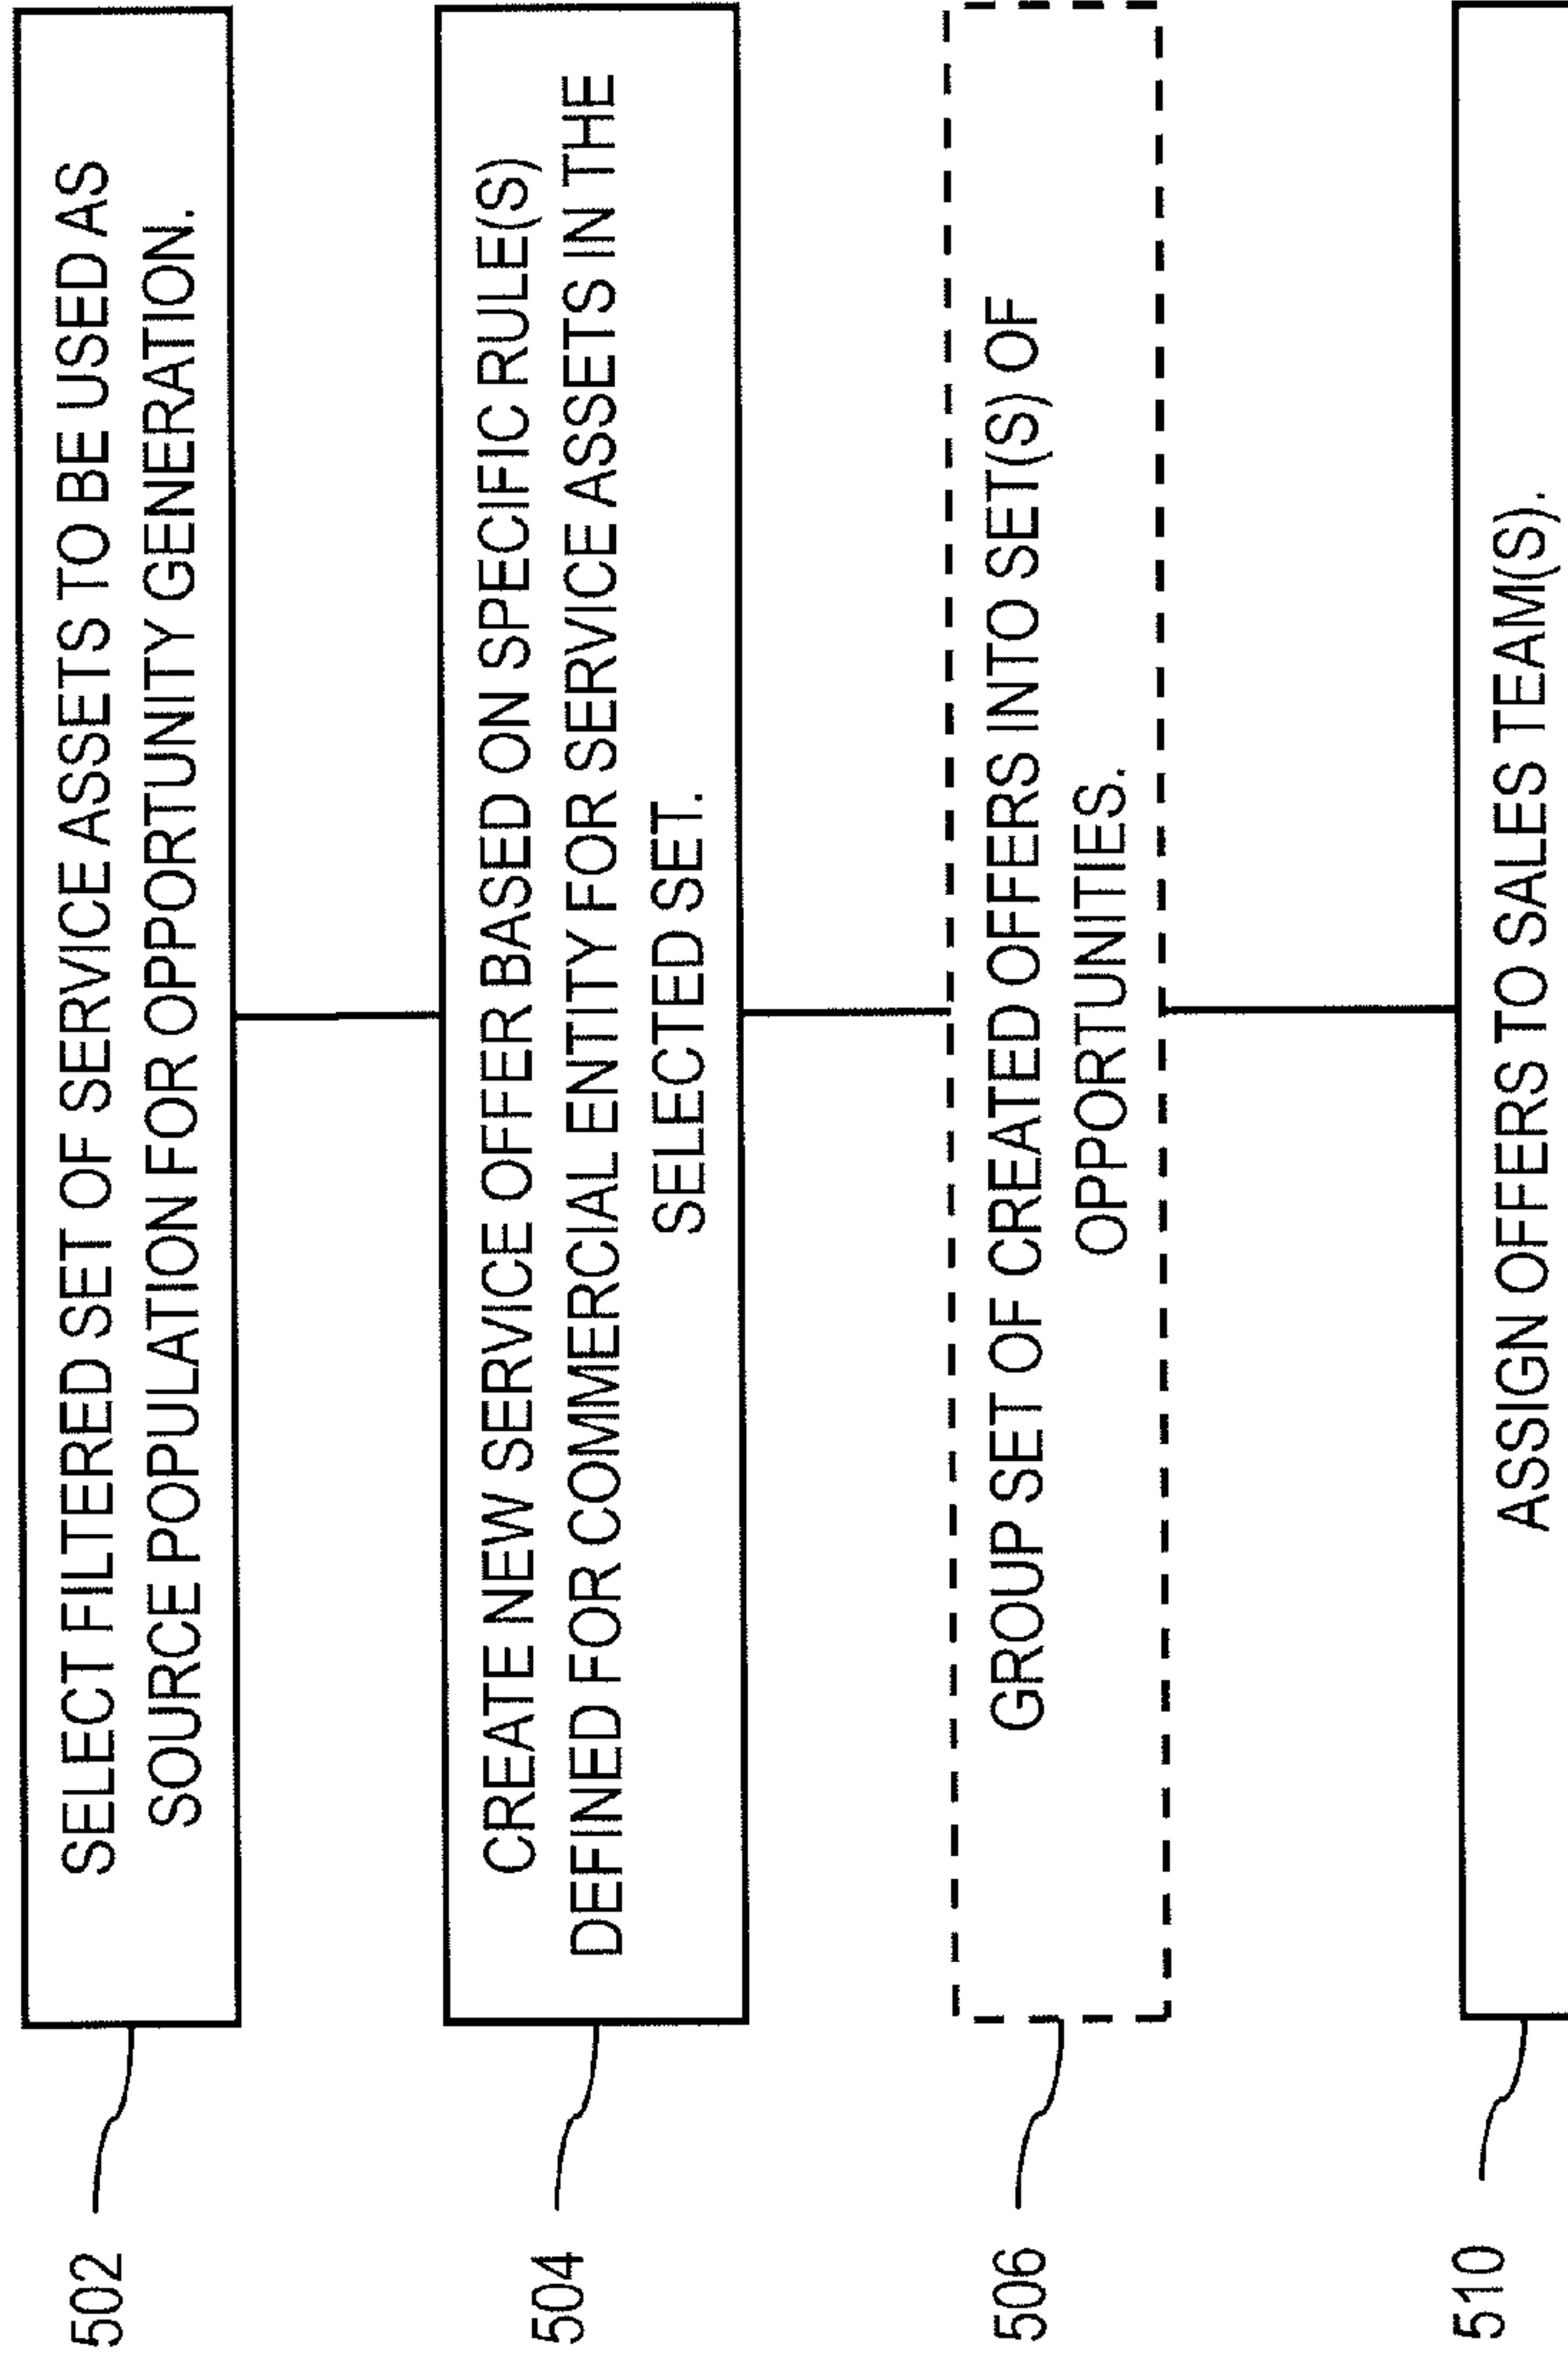 502
SELECT FILTERED SET OF SERVICE ASSETS TO BE USED AS
SOURCE POPULATION FOR OPPORTUNITY GENERATION.
504
CREATE NEW SERVICE OFFER BASED ON SPECIFIC RULE(S)
DEFINED FOR COMMERCIAL ENTITY FOR SERVICE ASSETS IN THE
SELECTED SET.
506
GROUP SET OF CREATED OFFERS INTO SET(S) OF
OPPORTUNITIES.
510
ASSIGN OFFERS TO SALES TEAM(S).